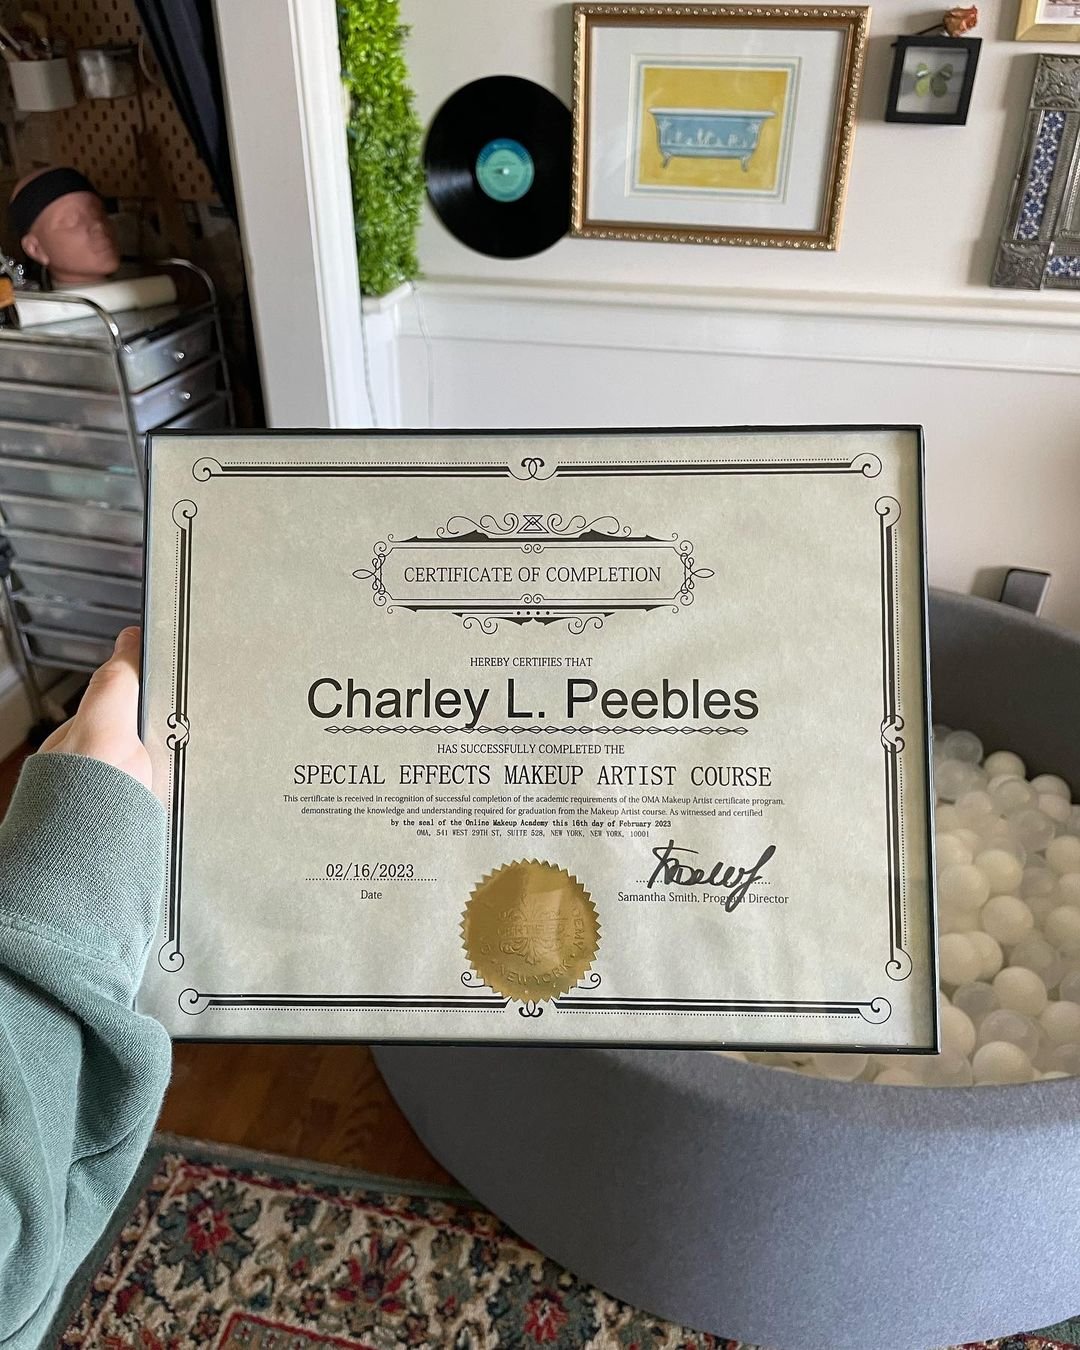 CERTIFICATE OF COMPLETION
HEREBY CERTIFIES THAT
Charley L. Peebles
HAS SUCCESSFULLY COMPLETED THE
SPECIAL EFFECTS MAKEUP ARTIST COURSE
This certificate is received in recognition of successful completion of the academic requirements of the OMA Makeup Artist certificate program,
demonstrating the knowledge and understanding required for graduation from the Makeup Artist course. As witnessed and certified
by the seal of the Online Makeup Academy this 16th day of February 2023
OMA, 541 WEST 29TH ST, SUITE 528, NEW YORK, NEW YORK, 10001
02/16/2023
Date
Samantha Smith, Program Director
CERTIFIED
NEW YORK